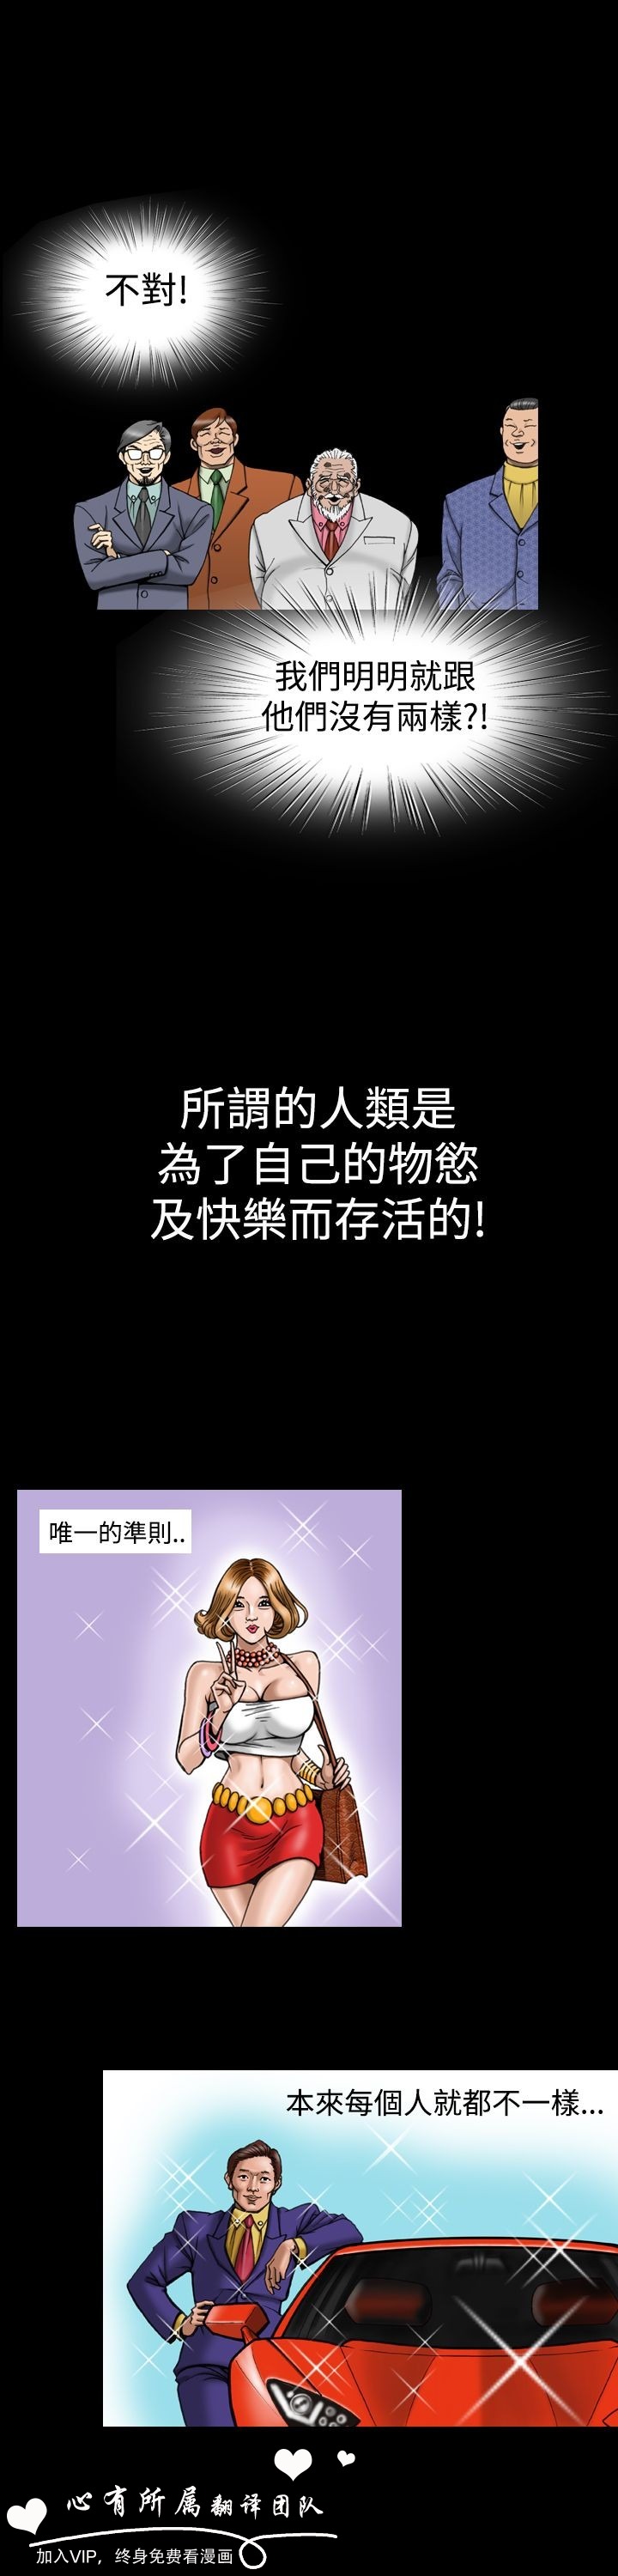 不對!
我們明明就跟
他們沒有兩樣?!
所謂的人類是
為了自己的物慾
及快樂而存活的!
唯一的準則..
本來每個人就都不一樣...
心有所属翻译团队
加入VIP，终身免费看漫画